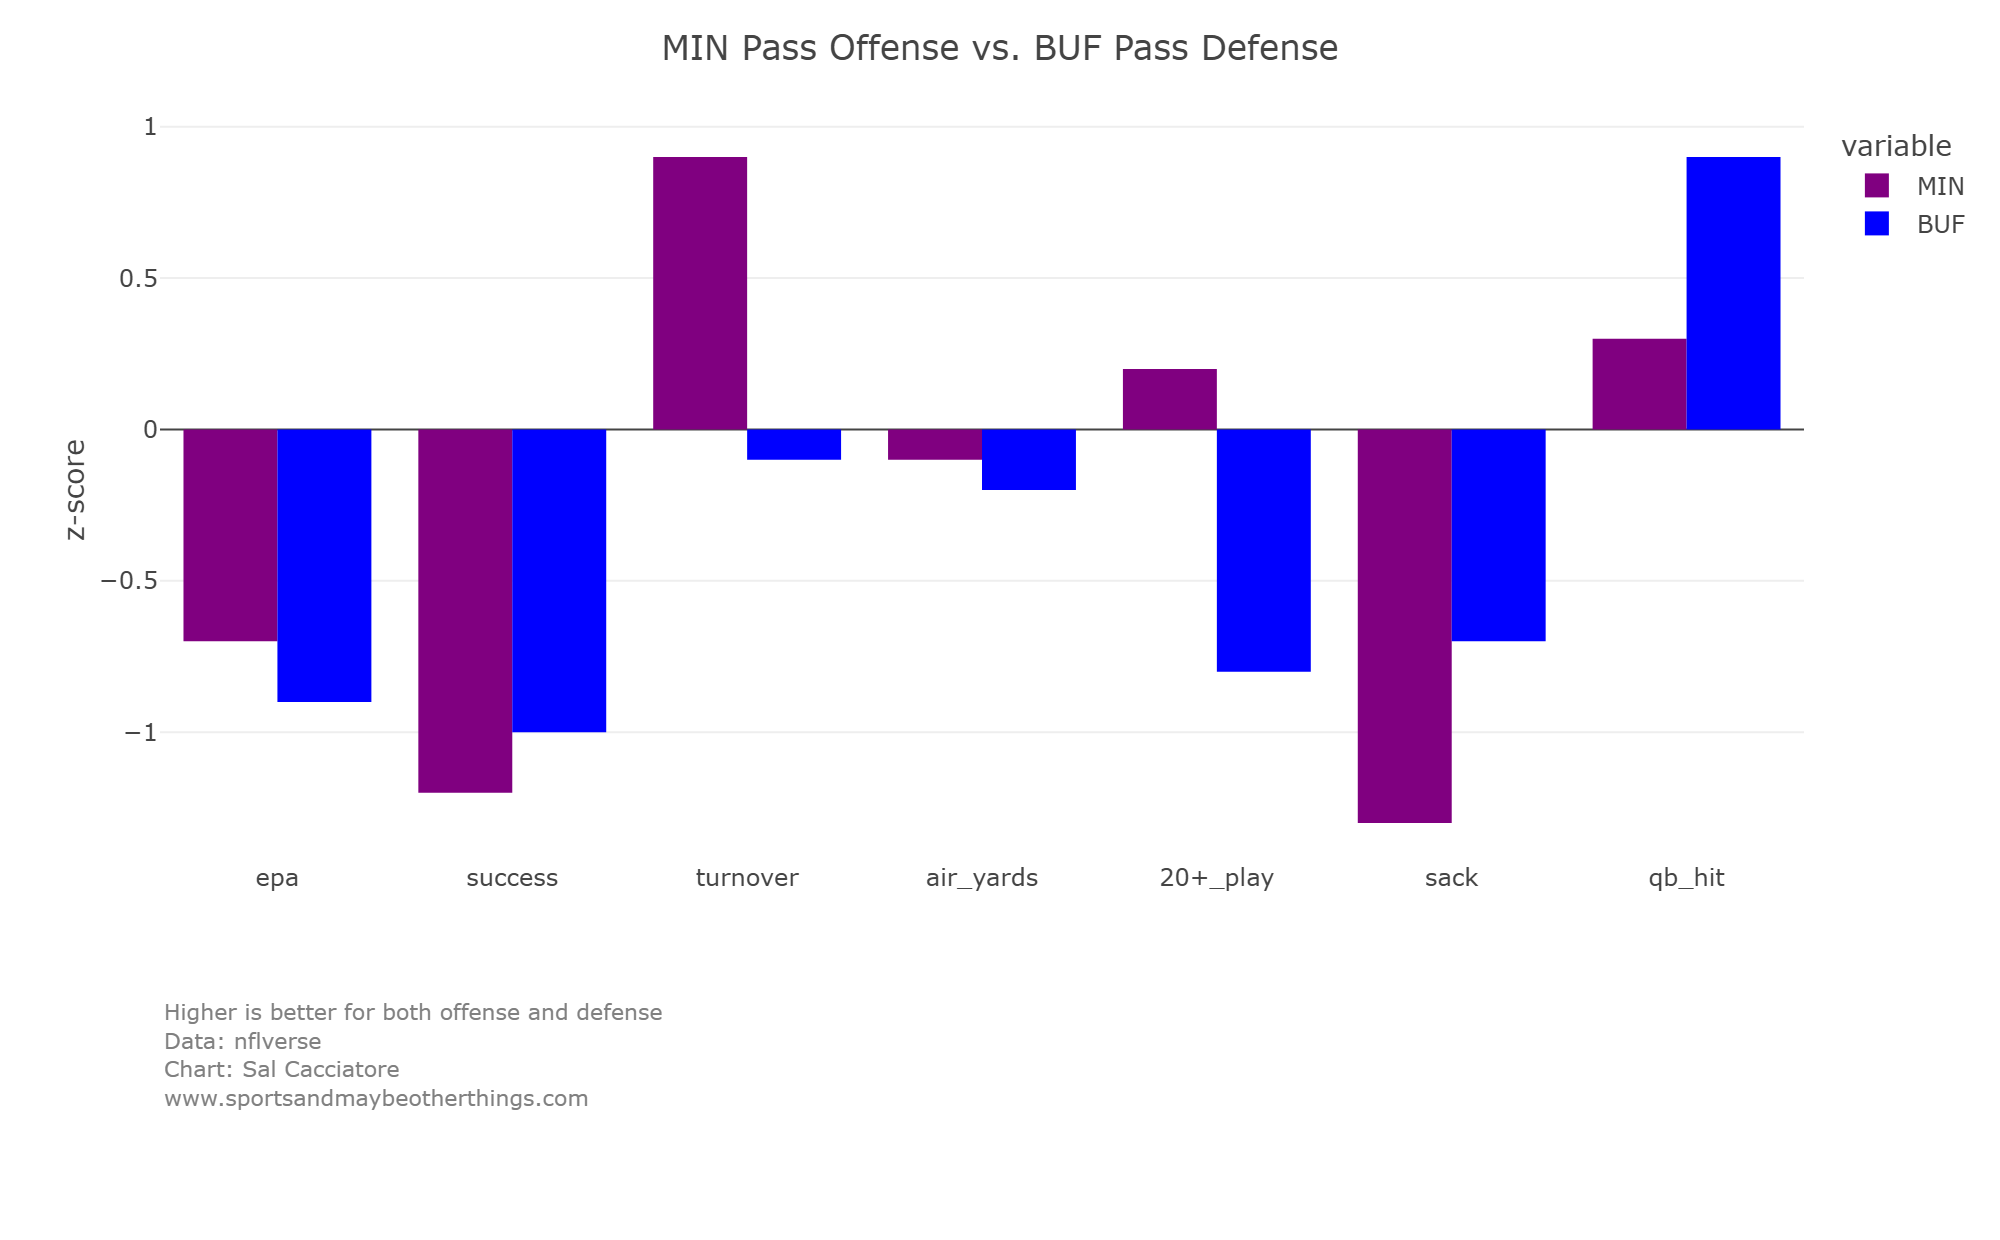 MIN Pass Offense vs. BUF Pass Defense
1
0.5
0
−0.5
−1
z-score
variable
MIN
BUF
epa
success
turnover
air_yards
20+_play
sack
qb_hit
Higher is better for both offense and defense
Data: nflverse
Chart: Sal Cacciatore
www.sportsandmaybeotherthings.com